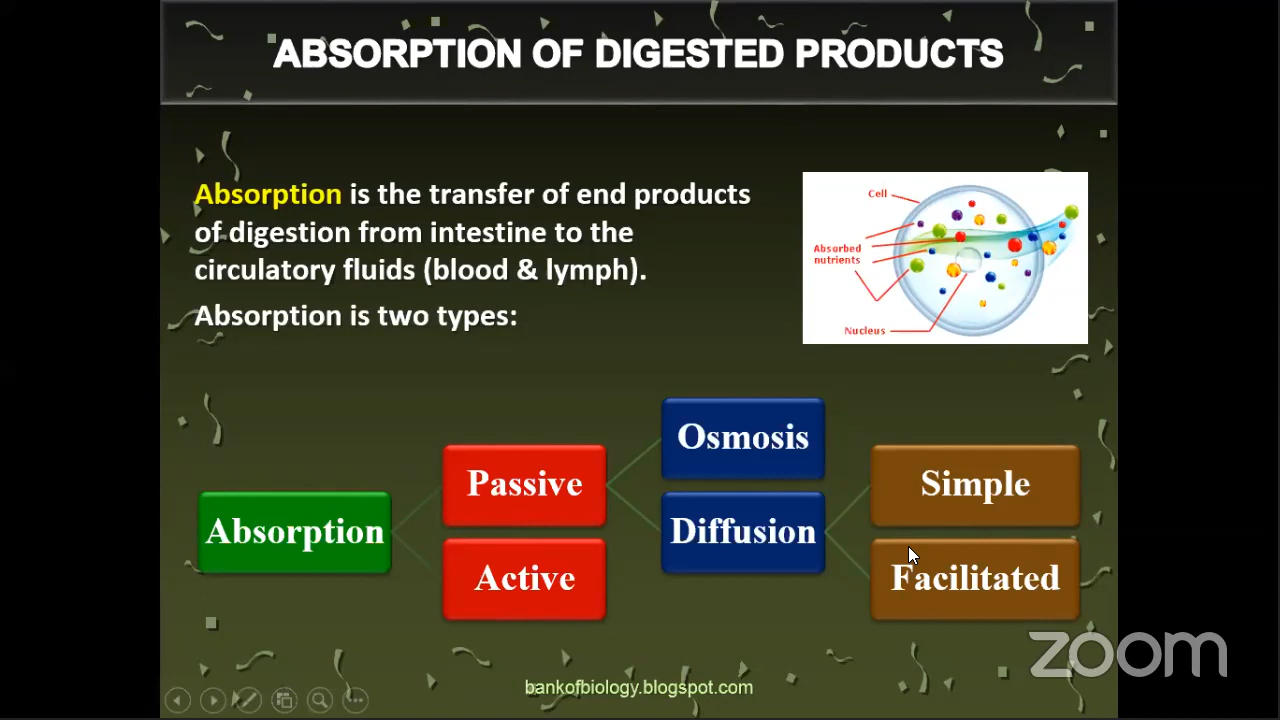 ABSORPTION OF DIGESTED PRODUCTS
Absorption is the transfer of end products
of digestion from intestine to the
circulatory fluids (blood & lymph).
Absorption is two types:
Cell
Absorbed
nutrients
Nucleus
Absorption
Passive
Active
Osmosis
Diffusion
Simple
Facilitated
bankofbiology.blogspot.com
zoom